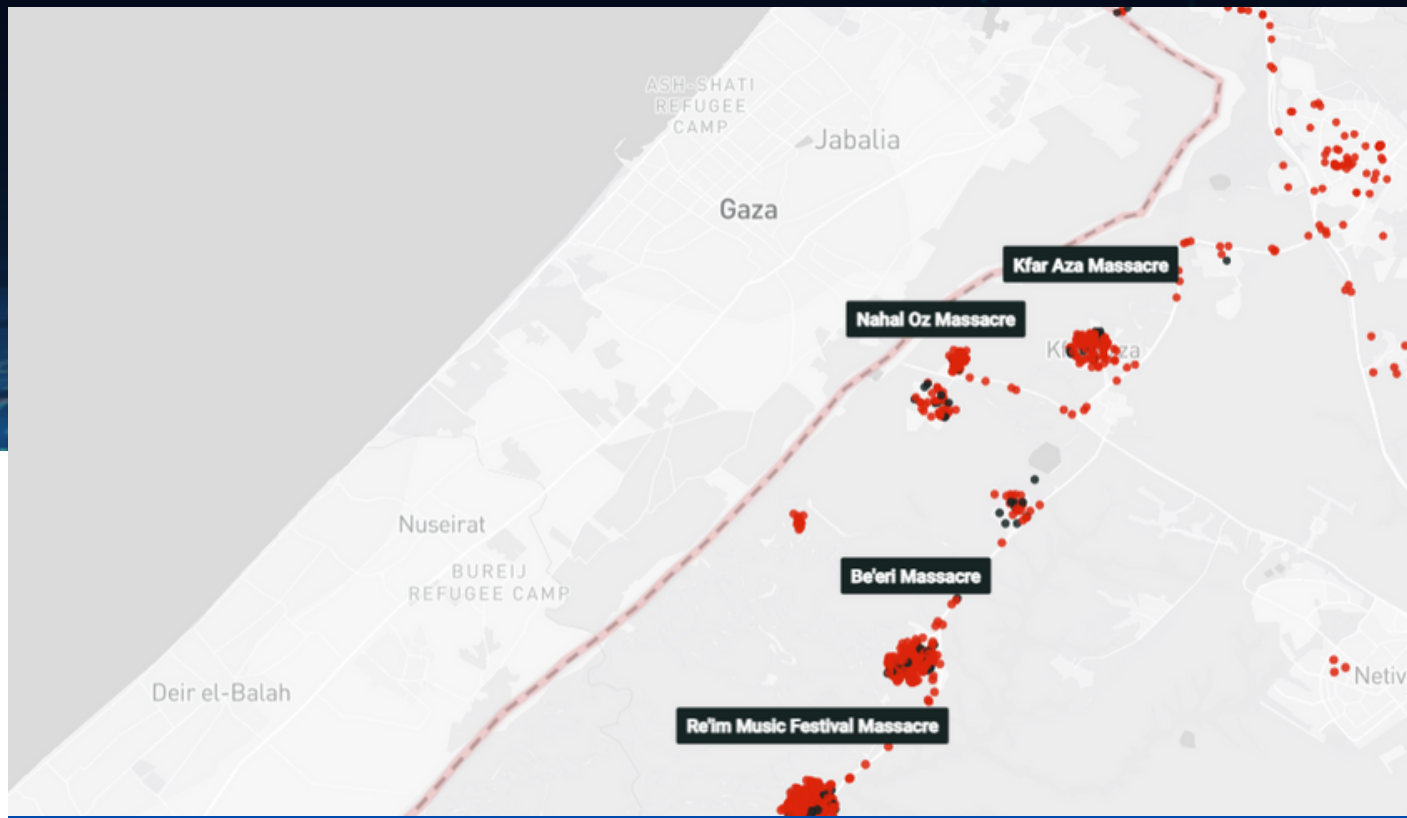 ASH-SHATI
REFUGEE
CAMP
Jabalia
Gaza
Kfar Aza Massacre
Nahal Oz Massacre
Nuseirat
BUREIJ
REFUGEE CAMP
Be'eri Massacre
Deir el-Balah
Netiv
Re'im Music Festival Massacre